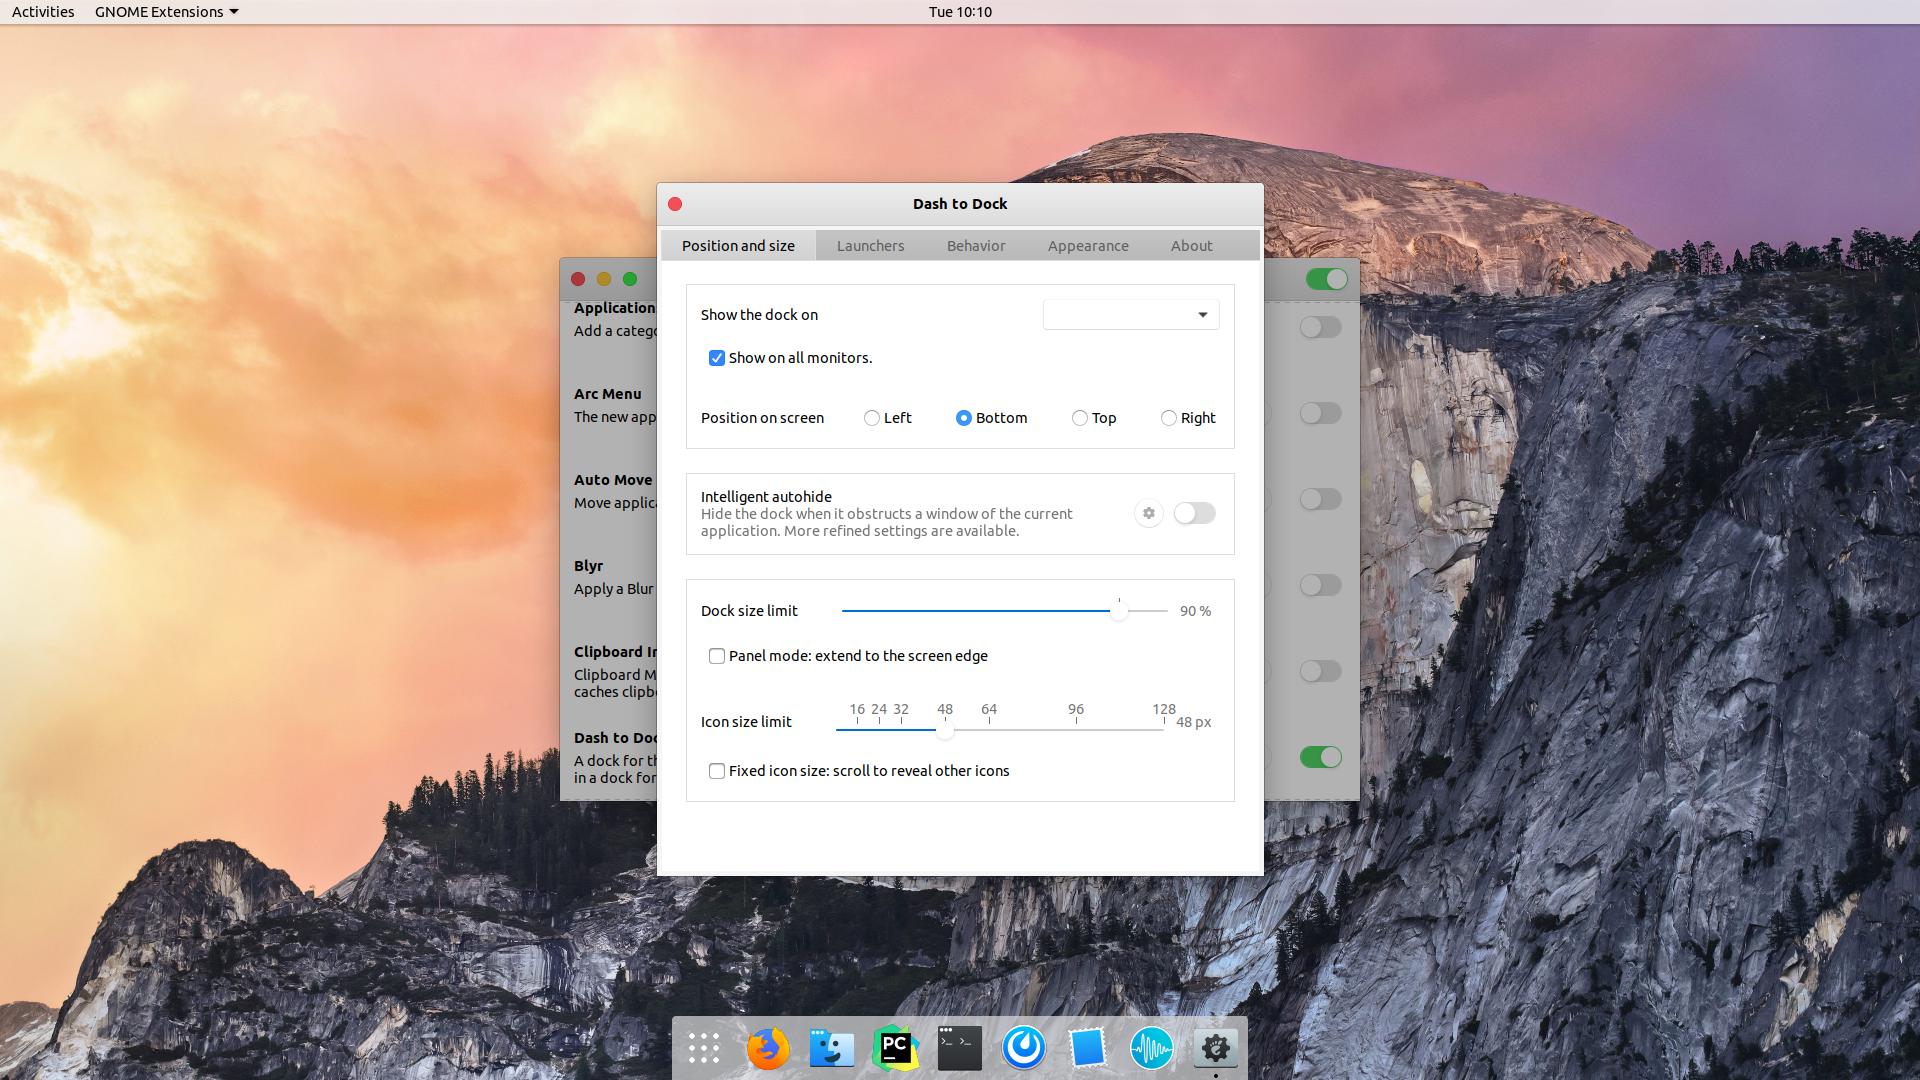 Activities GNOME Extensions Tue 10:10
Dash to Dock
Position and size Launchers Behavior Appearance About
Show the dock on
Show on all monitors.
Position on screen Left Bottom Top Right
Intelligent autohide
Hide the dock when it obstructs a window of the current
application. More refined settings are available.
Dock size limit 90 %
Panel mode: extend to the screen edge
16 24 32 48 64 96 128
Icon size limit 48 px
Fixed icon size: scroll to reveal other icons
Application
Add a catego
Arc Menu
The new app
Auto Move
Move applica
Blyr
Apply a Blur
Clipboard In
Clipboard M
caches clipb
Dash to Doc
A dock for th
in a dock for
PC